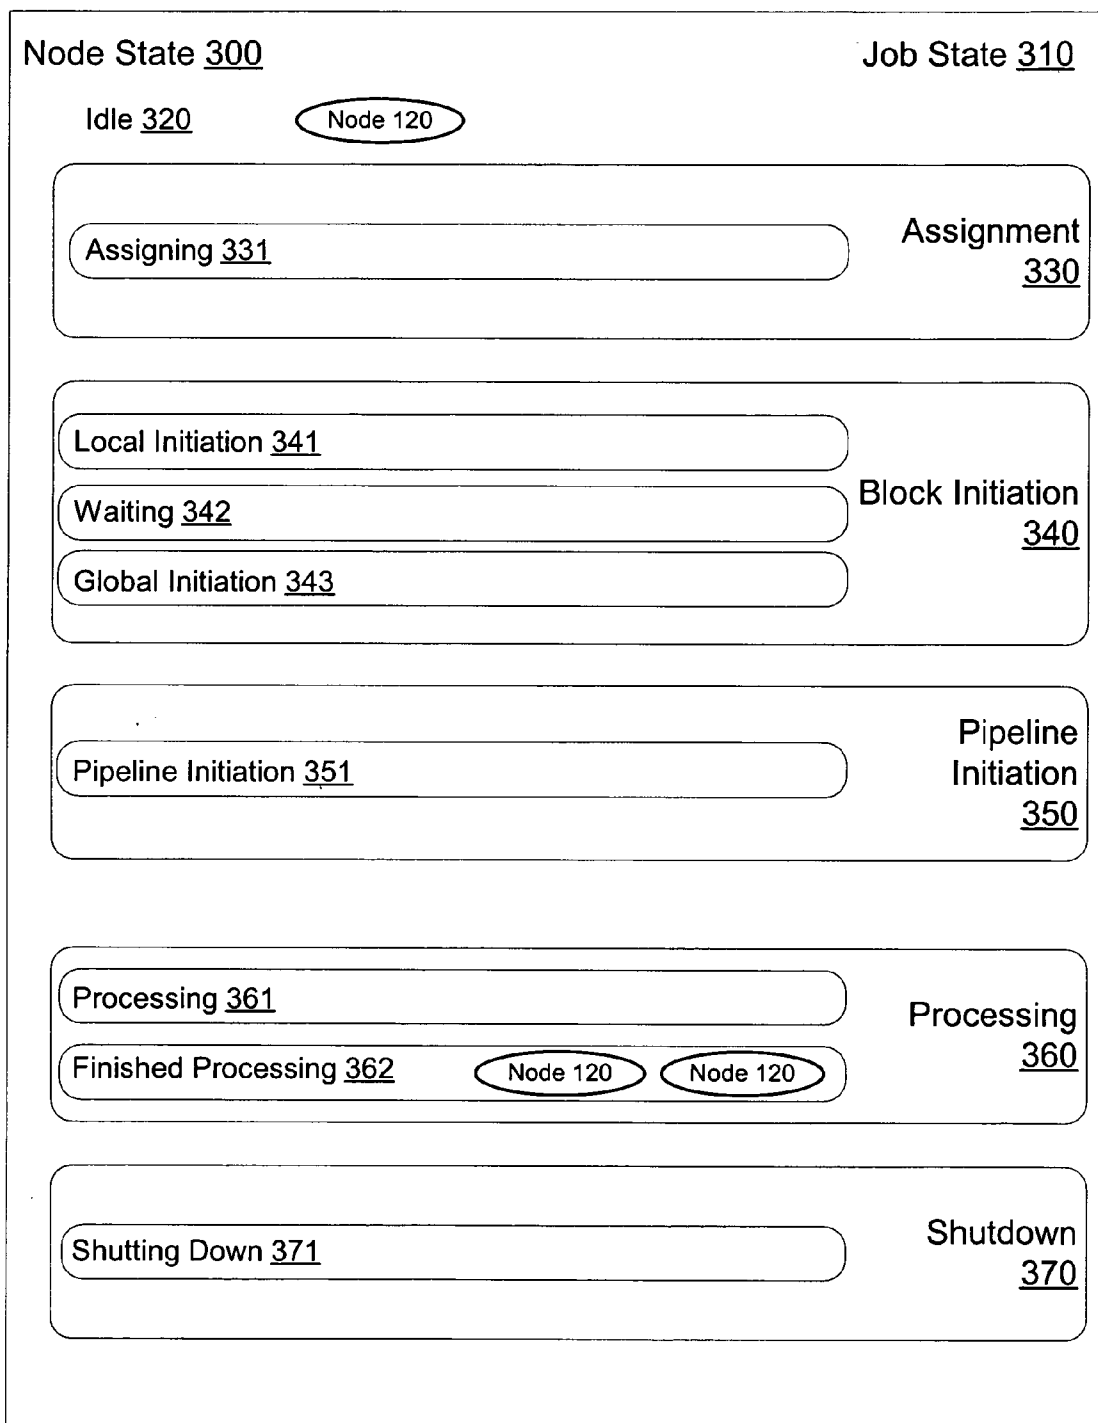 Node State 300
Job State 310
Idle 320
Node 120
Assigning 331
Assignment
330
Local Initiation 341
Waiting 342
Global Initiation 343
Block Initiation
340
Pipeline Initiation 351
Pipeline
Initiation
350
Processing 361
Finished Processing 362
Node 120
Node 120
Processing
360
Shutting Down 371
Shutdown
370